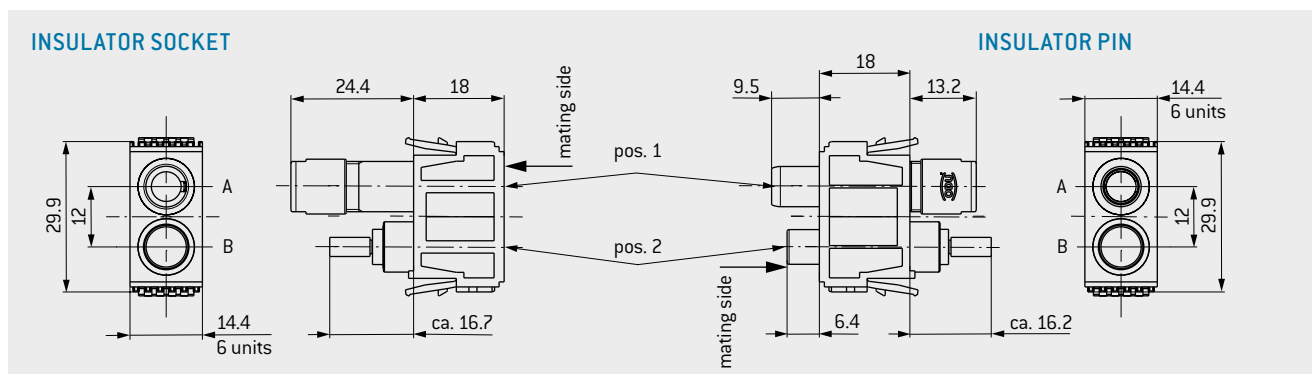 INSULATOR SOCKET
INSULATOR PIN
24.4
18
mating side
9.5
18
13.2
14.4
6 units
pos. 1
A
B
29.9
12
ODU
A
B
12
29.9
pos. 2
14.4
6 units
ca. 16.7
mating side
6.4
ca. 16.2